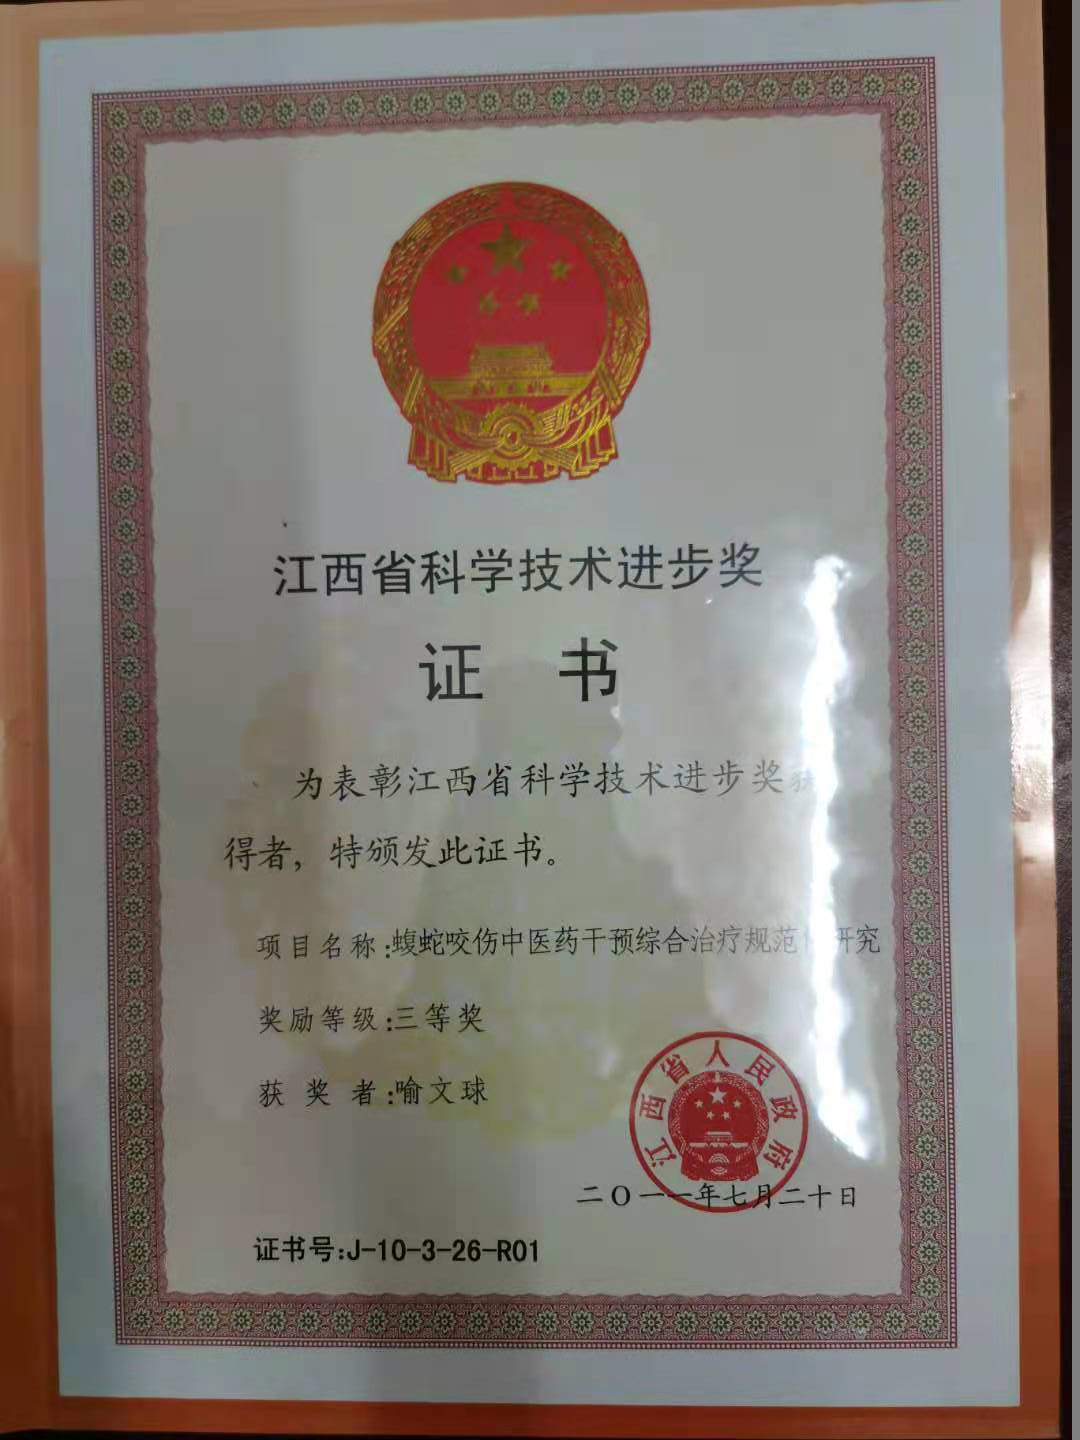 江西省科学技术进步奖
证 书
为表彰江西省科学技术进步奖获
得者，特颁发此证书。
项目名称:蝮蛇咬伤中医药干预综合治疗规范化研究
奖励等级:三等奖
获奖者:喻文球
江西省人民政府
二〇一一年七月二十日
证书号:J-10-3-26-R01